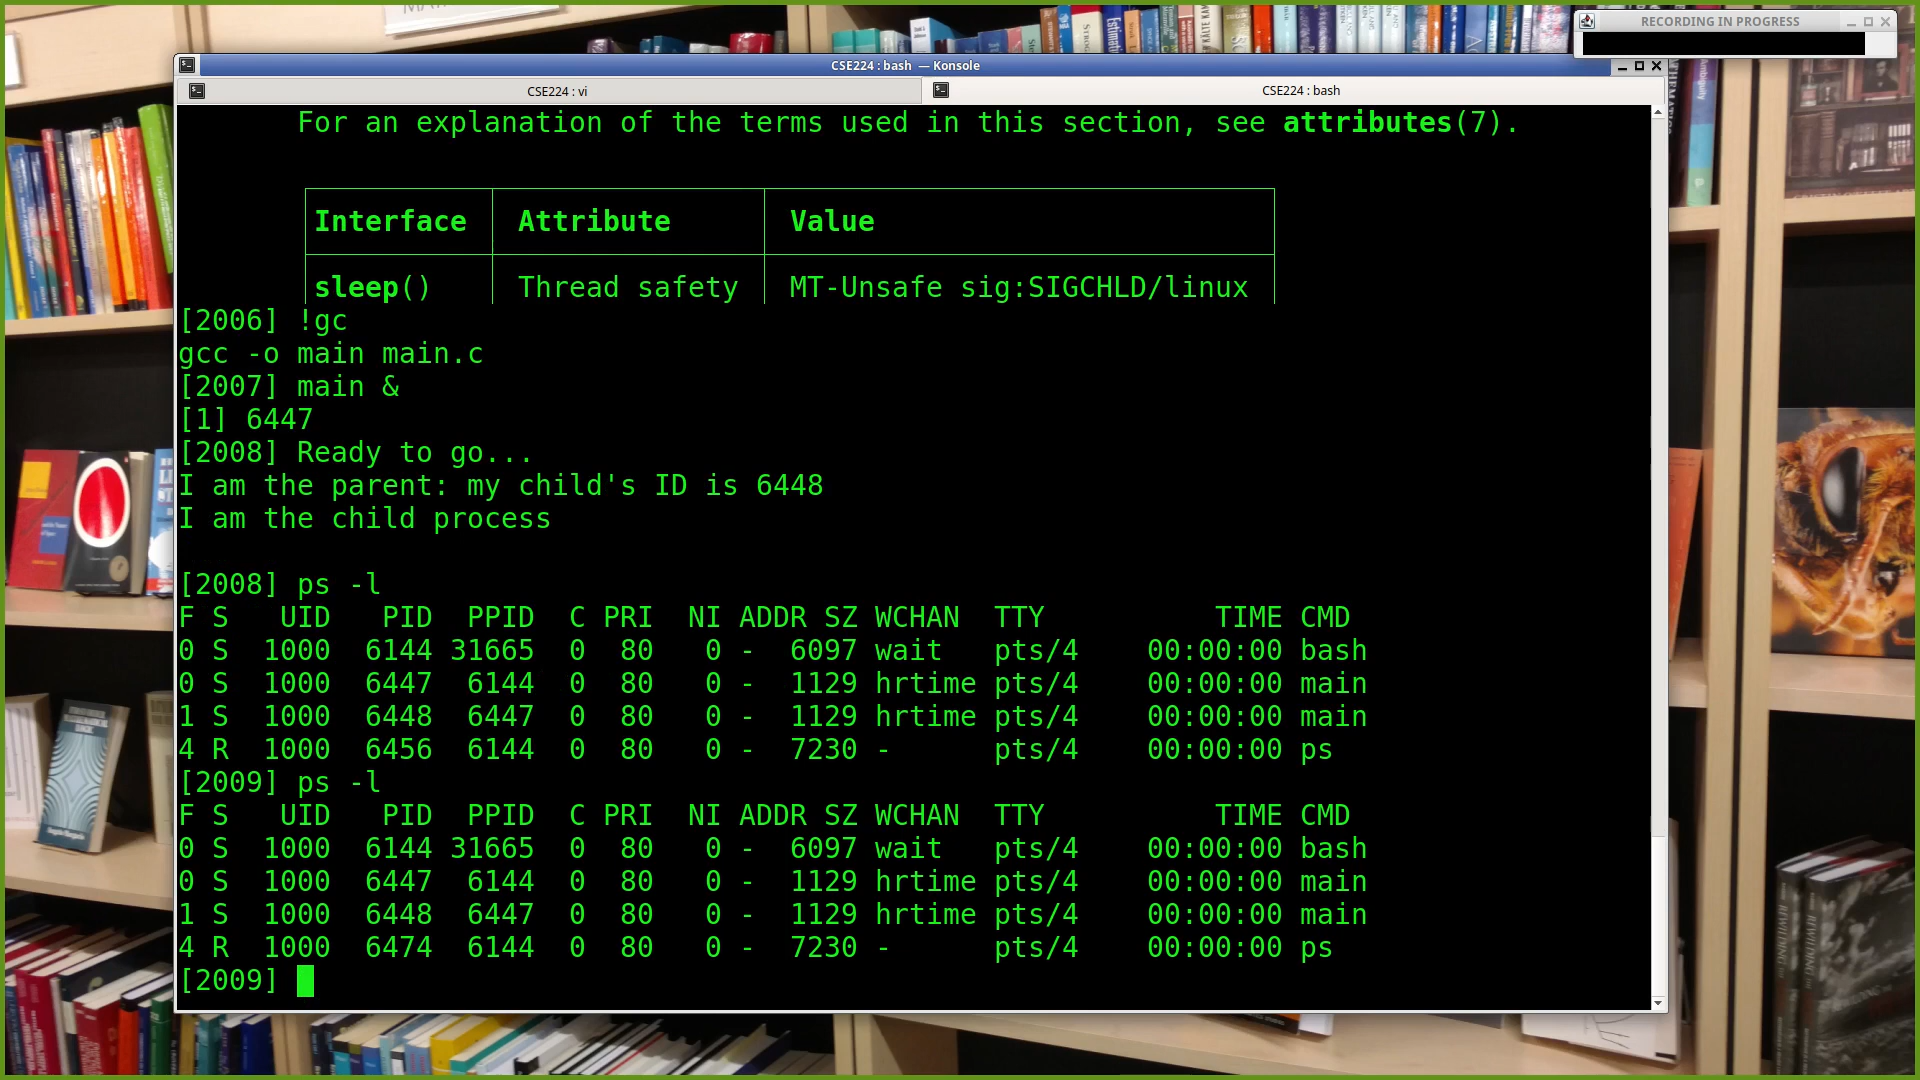 RECORDING IN PROGRESS
CSE224 : bash — Konsole
CSE224 : vi
CSE224 : bash
For an explanation of the terms used in this section, see attributes(7).
Interface Attribute Value
sleep() Thread safety MT-Unsafe sig:SIGCHLD/linux
[2006] !gc
gcc -o main main.c
[2007] main &
[1] 6447
[2008] Ready to go...
I am the parent: my child's ID is 6448
I am the child process
[2008] ps -l
F S   UID   PID  PPID  C PRI  NI ADDR SZ WCHAN  TTY          TIME CMD
0 S  1000  6144 31665  0  80   0 -  6097 wait   pts/4    00:00:00 bash
0 S  1000  6447  6144  0  80   0 -  1129 hrtime pts/4    00:00:00 main
1 S  1000  6448  6447  0  80   0 -  1129 hrtime pts/4    00:00:00 main
4 R  1000  6456  6144  0  80   0 -  7230 -      pts/4    00:00:00 ps
[2009] ps -l
F S   UID   PID  PPID  C PRI  NI ADDR SZ WCHAN  TTY          TIME CMD
0 S  1000  6144 31665  0  80   0 -  6097 wait   pts/4    00:00:00 bash
0 S  1000  6447  6144  0  80   0 -  1129 hrtime pts/4    00:00:00 main
1 S  1000  6448  6447  0  80   0 -  1129 hrtime pts/4    00:00:00 main
4 R  1000  6474  6144  0  80   0 -  7230 -      pts/4    00:00:00 ps
[2009]